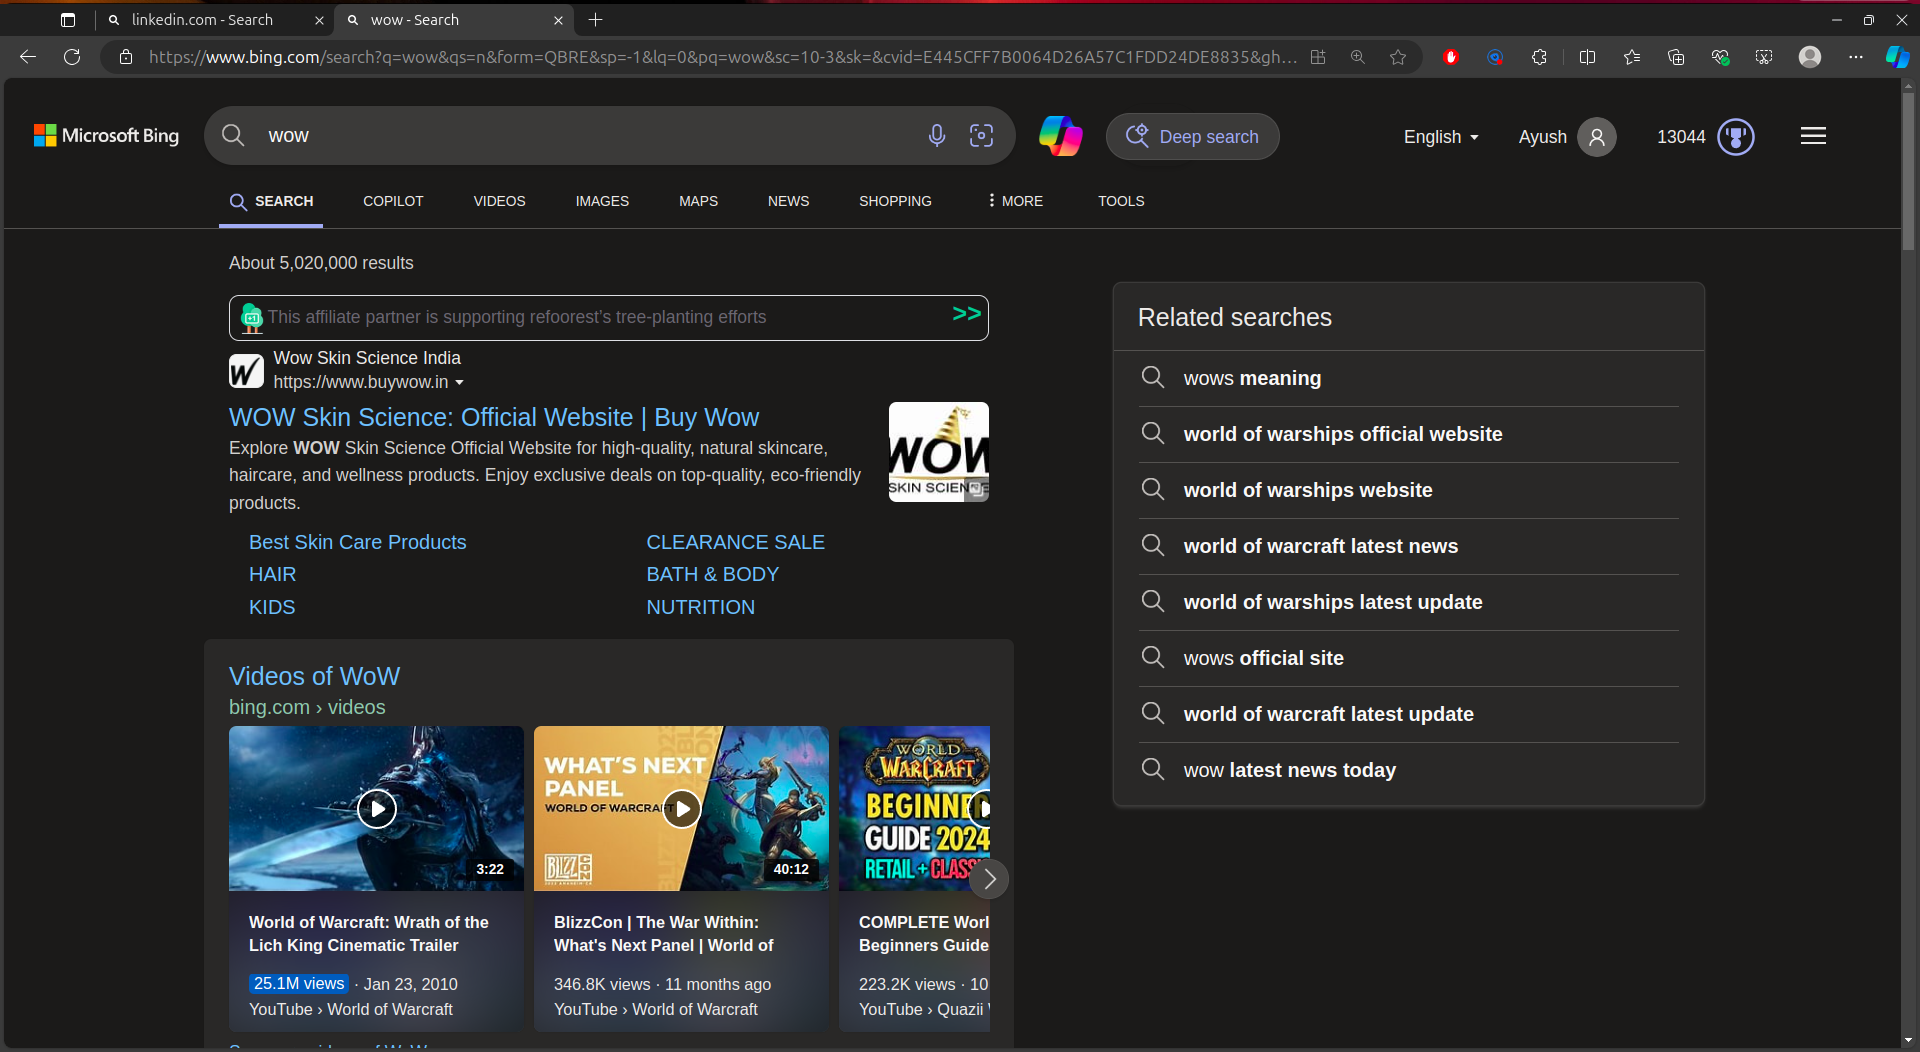 linkedin.com - Search
wow - Search
https://www.bing.com/search?q=wow&qs=n&form=QBRE&sp=-1&lq=0&pq=wow&sc=10-3&sk=&cvid=E445CFF7B0064D26A57C1FDD24DE8835&gh...
Microsoft Bing
wow
Deep search
English
Ayush
13044
SEARCH
COPILOT
VIDEOS
IMAGES
MAPS
NEWS
SHOPPING
MORE
TOOLS
About 5,020,000 results
This affiliate partner is supporting refoorest's tree-planting efforts
>>
Wow Skin Science India
https://www.buywow.in
WOW Skin Science: Official Website | Buy Wow
Explore WOW Skin Science Official Website for high-quality, natural skincare,
haircare, and wellness products. Enjoy exclusive deals on top-quality, eco-friendly
products.
WOW
SKIN SCIENCE
Best Skin Care Products
CLEARANCE SALE
HAIR
BATH & BODY
KIDS
NUTRITION
Videos of WoW
bing.com › videos
3:22
World of Warcraft: Wrath of the
Lich King Cinematic Trailer
25.1M views · Jan 23, 2010
YouTube › World of Warcraft
WHAT'S NEXT
PANEL
WORLD OF WARCRAFT
BLIZZCON
40:12
BlizzCon | The War Within:
What's Next Panel | World of
346.8K views · 11 months ago
YouTube › World of Warcraft
WORLD
WARCRAFT
BEGINNER
GUIDE 2024
RETAIL + CLASS
COMPLETE Worl
Beginners Guide
223.2K views · 10
YouTube › Quazii
Related searches
wows meaning
world of warships official website
world of warships website
world of warcraft latest news
world of warships latest update
wows official site
world of warcraft latest update
wow latest news today